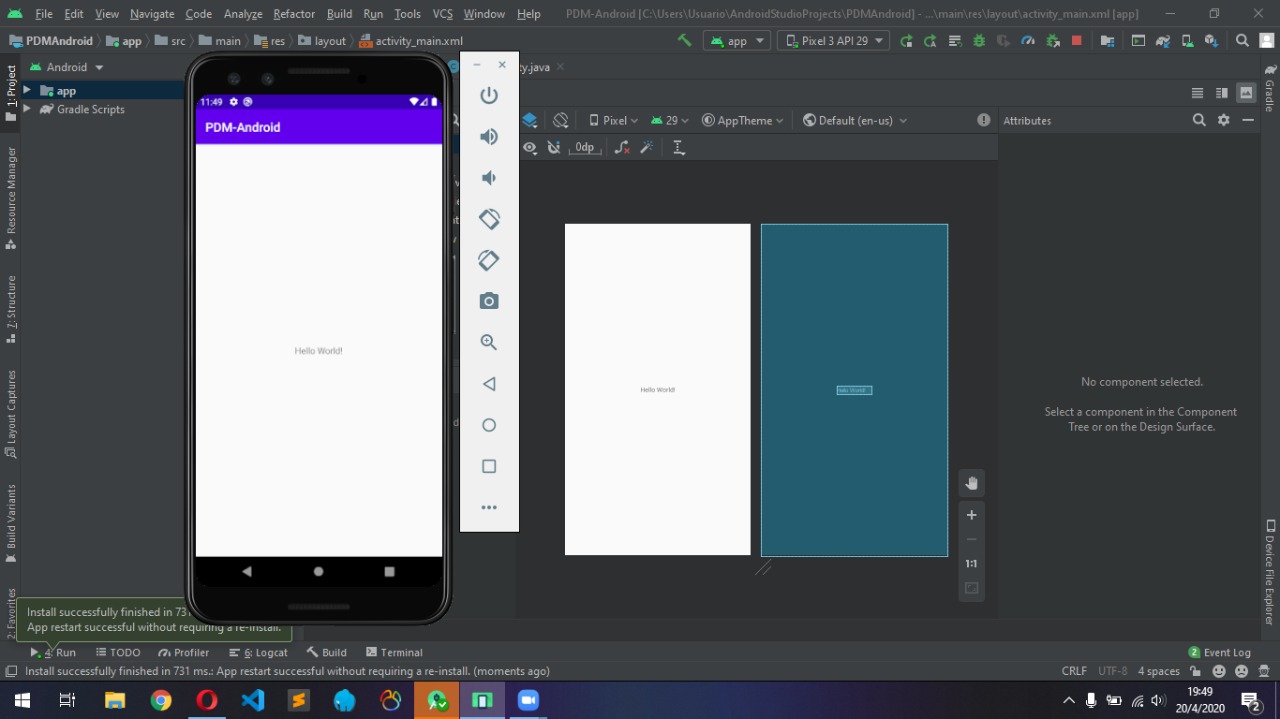 File Edit View Navigate Code Analyze Refactor Build Run Tools VCS Window Help PDM-Android [C:\Users\Usuario\AndroidStudioProjects\PDMAndroid] - ...\main\res\layout\activity_main.xml [app]
PDMAndroid app src main res layout activity_main.xml app Pixel 3 API 29
Android
ty.java
1: Project
app
Gradle Scripts
Gradle
11:49
PDM-Android
Pixel 29 AppTheme Default (en-us) Attributes
0dp
Resource Manager
7: Structure
Hello World!
Hello World!
Hello World!
No component selected.
Select a component in the Component
Tree or on the Design Surface.
Layout Captures
Build Variants
1:1
Device File Explorer
2: Favorites
Install successfully finished in 731
App restart successful without requiring a re-install.
4: Run TODO Profiler 6: Logcat Build Terminal 2 Event Log
Install successfully finished in 731 ms.: App restart successful without requiring a re-install. (moments ago) CRLF UTF-8 4 spaces
19:49
20/4/2020
2